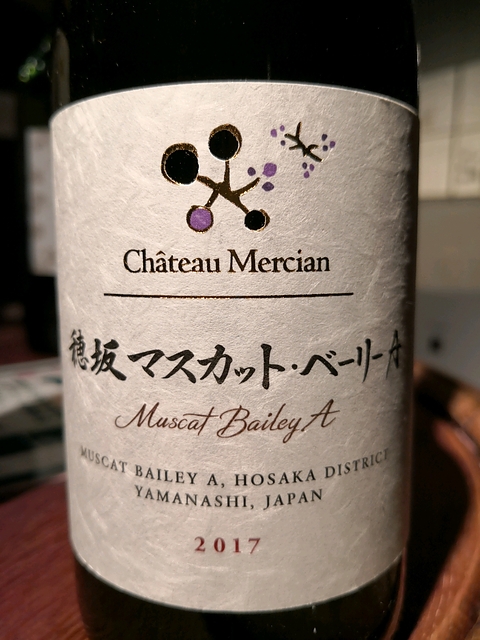 Château Mercian
穂坂マスカット・ベーリーA
Muscat Bailey A
MUSCAT BAILEY A, HOSAKA DISTRICT
YAMANASHI, JAPAN
2017